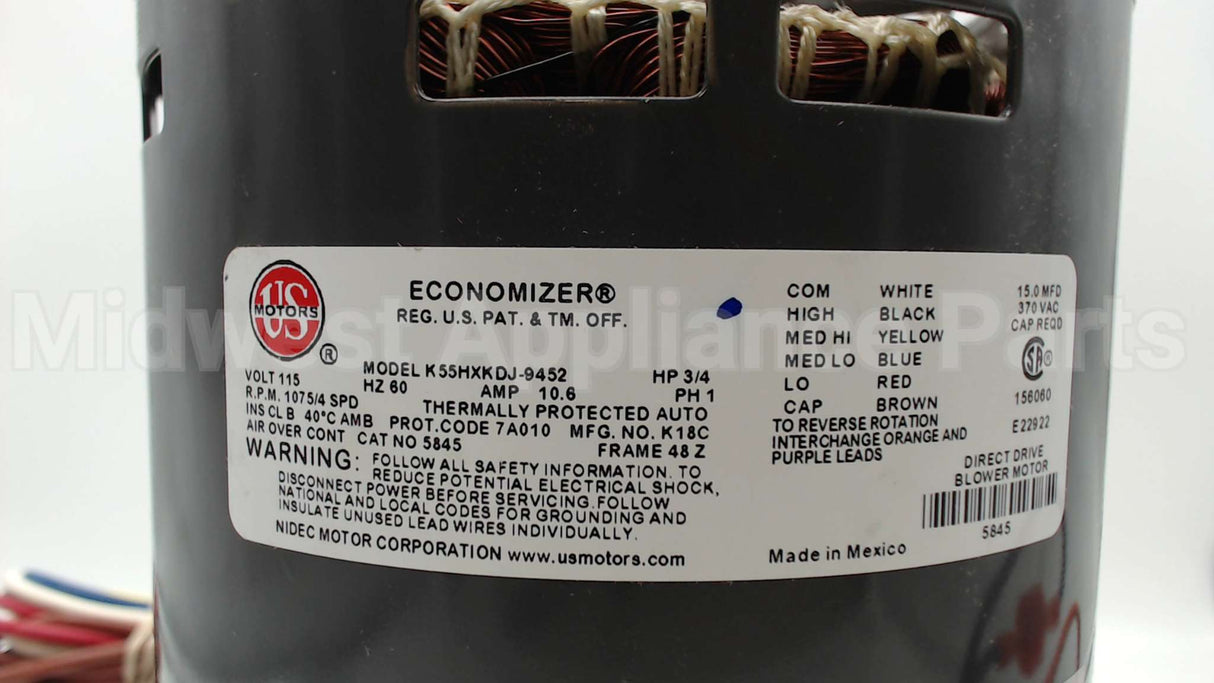 US
MOTORS
®
ECONOMIZER®
REG. U.S. PAT. & TM. OFF.
MODEL K55HXKDJ-9452 HP 3/4
VOLT 115 HZ 60 AMP 10.6 PH 1
R.P.M. 1075/4 SPD THERMALLY PROTECTED AUTO
INS CL B 40°C AMB PROT.CODE 7A010 MFG. NO. K18C
AIR OVER CONT CAT NO 5845 FRAME 48 Z
WARNING: FOLLOW ALL SAFETY INFORMATION. TO
REDUCE POTENTIAL ELECTRICAL SHOCK,
DISCONNECT POWER BEFORE SERVICING. FOLLOW
NATIONAL AND LOCAL CODES FOR GROUNDING AND
INSULATE UNUSED LEAD WIRES INDIVIDUALLY.
NIDEC MOTOR CORPORATION www.usmotors.com
COM WHITE
HIGH BLACK
MED HI YELLOW
MED LO BLUE
LO RED
CAP BROWN
TO REVERSE ROTATION
INTERCHANGE ORANGE AND
PURPLE LEADS
15.0 MFD
370 VAC
CAP REQD
SA®
156060
E22922
DIRECT DRIVE
BLOWER MOTOR
5845
Made in Mexico
Midwest Appliance Parts